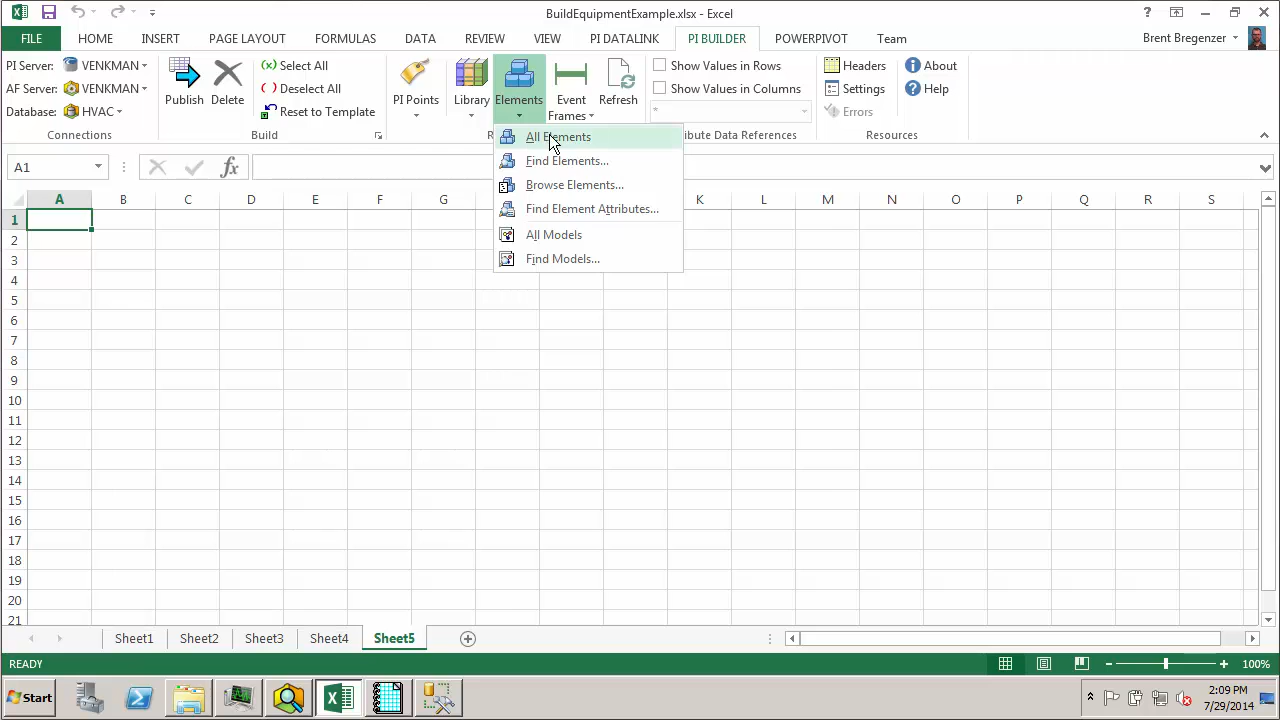 BuildEquipmentExample.xlsx - Excel
FILE HOME INSERT PAGE LAYOUT FORMULAS DATA REVIEW VIEW PI DATALINK PI BUILDER POWERPIVOT Team Brent Bregenzer
PI Server: VENKMAN
AF Server: VENKMAN
Database: HVAC
Connections
Publish
Delete
(x) Select All
( ) Deselect All
Reset to Template
Build
PI Points
Library
Elements
Event Frames
Refresh
Show Values in Rows
Show Values in Columns
*
ribute Data References
Headers
Settings
Errors
About
Help
Resources
All Elements
Find Elements...
Browse Elements...
Find Element Attributes...
All Models
Find Models...
A1
fx
A B C D E F G K L M N O P Q R S
1
2
3
4
5
6
7
8
9
10
11
12
13
14
15
16
17
18
19
20
21
Sheet1 Sheet2 Sheet3 Sheet4 Sheet5
READY
100%
Start
2:09 PM
7/29/2014